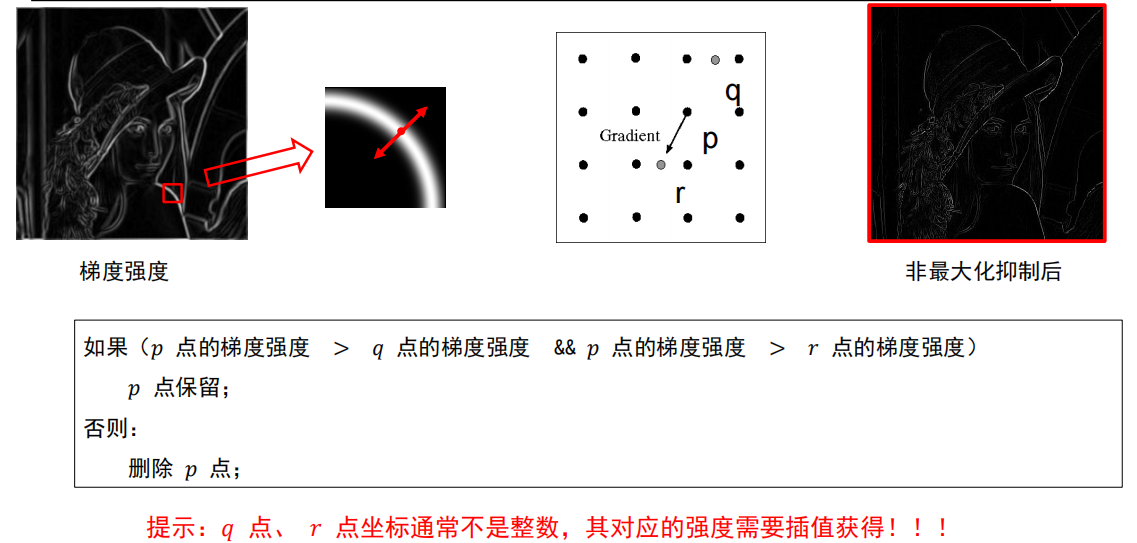 Gradient
q
p
r
梯度强度
非最大化抑制后
如果（p 点的梯度强度 > q 点的梯度强度 && p 点的梯度强度 > r 点的梯度强度）
p 点保留；
否则：
删除 p 点；
提示：q 点、 r 点坐标通常不是整数，其对应的强度需要插值获得！！！